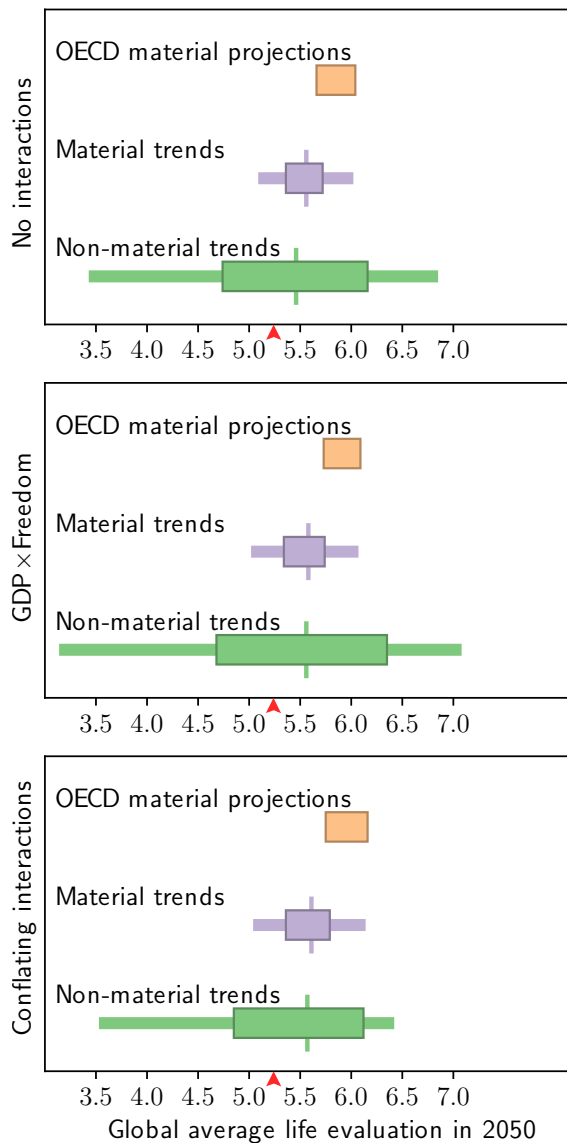 No interactions
OECD material projections
Material trends
Non-material trends
3.5 4.0 4.5 5.0 5.5 6.0 6.5 7.0
GDP×Freedom
OECD material projections
Material trends
Non-material trends
3.5 4.0 4.5 5.0 5.5 6.0 6.5 7.0
Conflating interactions
OECD material projections
Material trends
Non-material trends
3.5 4.0 4.5 5.0 5.5 6.0 6.5 7.0
Global average life evaluation in 2050